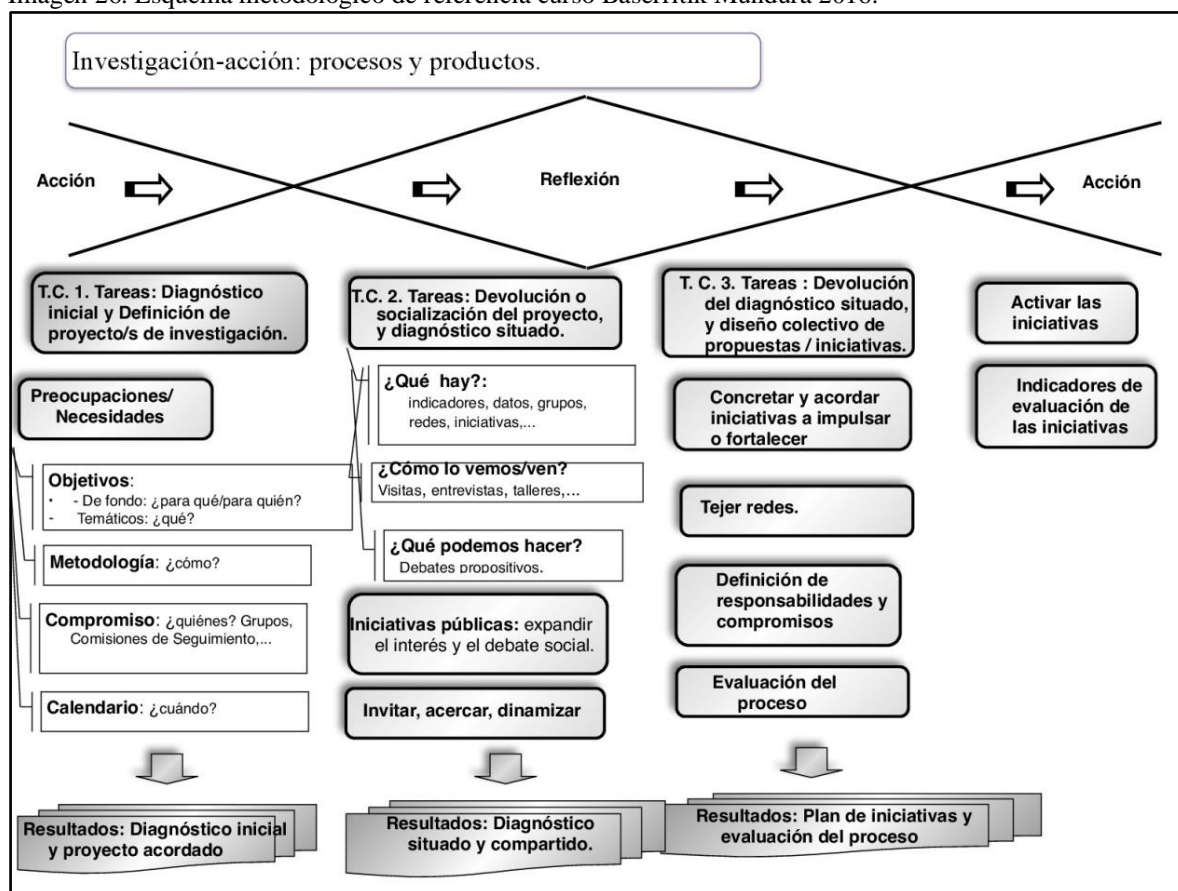 Imagen 26. Esquema metodológico de referencia curso Baserritik Mundura 2016.
Investigación-acción: procesos y productos.
Acción
Reflexión
Acción
T.C. 1. Tareas: Diagnóstico
inicial y Definición de
proyecto/s de investigación.
Preocupaciones/
Necesidades
Objetivos:
· - De fondo: ¿para qué/para quién?
- Temáticos: ¿qué?
Metodología: ¿cómo?
Compromiso: ¿quiénes? Grupos,
Comisiones de Seguimiento,...
Calendario: ¿cuándo?
Resultados: Diagnóstico inicial
y proyecto acordado
T.C. 2. Tareas: Devolución o
socialización del proyecto,
y diagnóstico situado.
¿Qué hay?:
indicadores, datos, grupos,
redes, iniciativas,...
¿Cómo lo vemos/ven?
Visitas, entrevistas, talleres,...
¿Qué podemos hacer?
Debates propositivos.
Iniciativas públicas: expandir
el interés y el debate social.
Invitar, acercar, dinamizar
Resultados: Diagnóstico
situado y compartido.
T. C. 3. Tareas : Devolución
del diagnóstico situado,
y diseño colectivo de
propuestas / iniciativas.
Concretar y acordar
iniciativas a impulsar
o fortalecer
Tejer redes.
Definición de
responsabilidades y
compromisos
Evaluación del
proceso
Resultados: Plan de iniciativas y
evaluación del proceso
Activar las
iniciativas
Indicadores de
evaluación de
las iniciativas